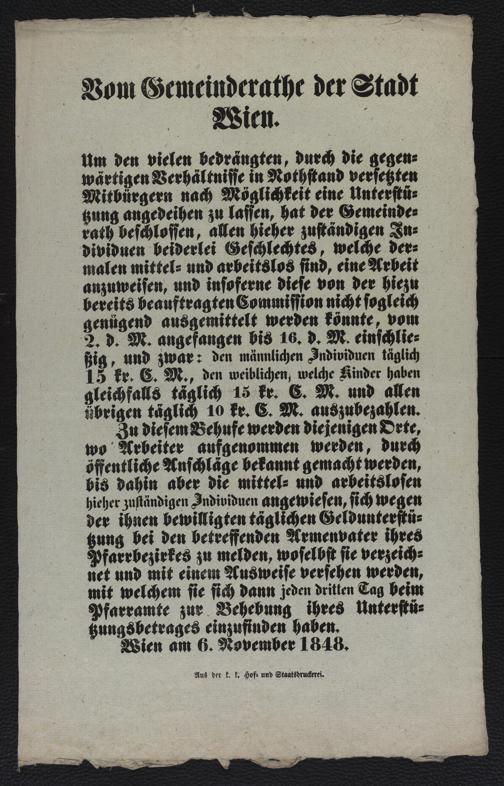 Vom Gemeinderathe der Stadt
Wien.
Um den vielen bedrängten, durch die gegen=
wärtigen Verhältnisse in Nothstand versetzten
Mitbürgern nach Möglichkeit eine Unterstü=
tzung angedeihen zu lassen, hat der Gemeinde=
rath beschlossen, allen hieher zuständigen In=
dividuen beiderlei Geschlechtes, welche der=
malen mittel= und arbeitslos sind, eine Arbeit
anzuweisen, und insoferne diese von der hiezu
bereits beauftragten Commission nicht sogleich
genügend ausgemittelt werden könnte, vom
2. d. M. angefangen bis 16. d. M. einschlie=
ßig, und zwar: den männlichen Individuen täglich
15 kr. C. M., den weiblichen, welche Kinder haben
gleichfalls täglich 15 kr. C. M. und allen
übrigen täglich 10 kr. C. M. auszubezahlen.
Zu diesem Behufe werden diejenigen Orte,
wo Arbeiter aufgenommen werden, durch
öffentliche Anschläge bekannt gemacht werden,
bis dahin aber die mittel= und arbeitslosen
hieher zuständigen Individuen angewiesen, sich wegen
der ihnen bewilligten täglichen Geldunterstü=
tzung bei den betreffenden Armenvater ihres
Pfarrbezirkes zu melden, woselbst sie verzeich=
net und mit einem Ausweise versehen werden,
mit welchem sie sich dann jeden dritten Tag beim
Pfarramte zur Behebung ihres Unterstü=
tzungsbetrages einzufinden haben.
Wien am 6. November 1848.
Aus der k. k. Hof= und Staatsdruckerei.